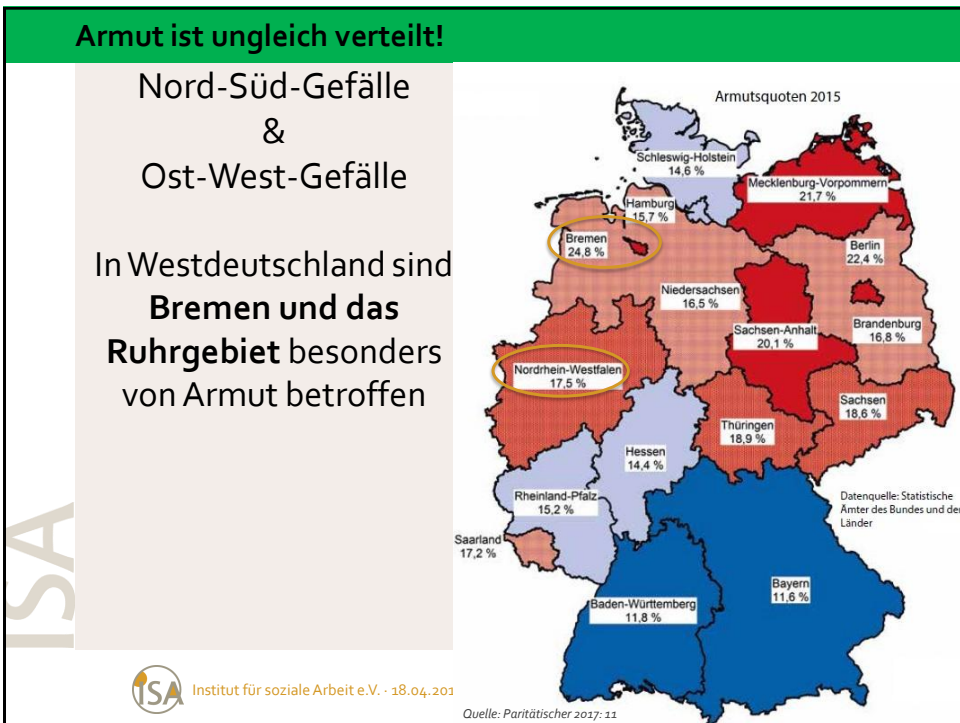 Armut ist ungleich verteilt!
Nord-Süd-Gefälle
&
Ost-West-Gefälle
In Westdeutschland sind
Bremen und das
Ruhrgebiet besonders
von Armut betroffen
Armutsquoten 2015
Schleswig-Holstein
14,6 %
Mecklenburg-Vorpommern
21,7 %
Hamburg
15,7 %
Bremen
24,8 %
Berlin
22,4 %
Niedersachsen
16,5 %
Sachsen-Anhalt
20,1 %
Brandenburg
16,8 %
Nordrhein-Westfalen
17,5 %
Sachsen
18,6 %
Thüringen
18,9 %
Hessen
14,4 %
Rheinland-Pfalz
15,2 %
Saarland
17,2 %
Bayern
11,6 %
Baden-Württemberg
11,8 %
Datenquelle: Statistische
Ämter des Bundes und der
Länder
ISA
ISA
Institut für soziale Arbeit e.V. · 18.04.201
Quelle: Paritätischer 2017: 11